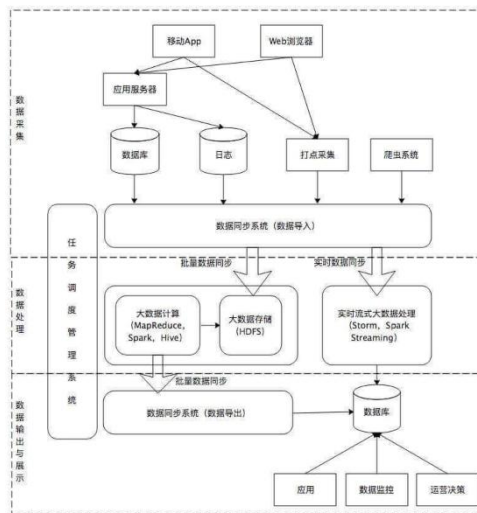 移动App
Web浏览器
应用服务器
数据采集
数据库
日志
打点采集
爬虫系统
数据同步系统（数据导入）
任务调度管理系统
批量数据同步
实时数据同步
数据处理
大数据计算
(MapReduce,
Spark, Hive)
大数据存储
(HDFS)
实时流式大数据处理
(Storm, Spark
Streaming)
批量数据同步
数据输出与展示
数据同步系统（数据导出）
数据库
应用
数据监控
运营决策